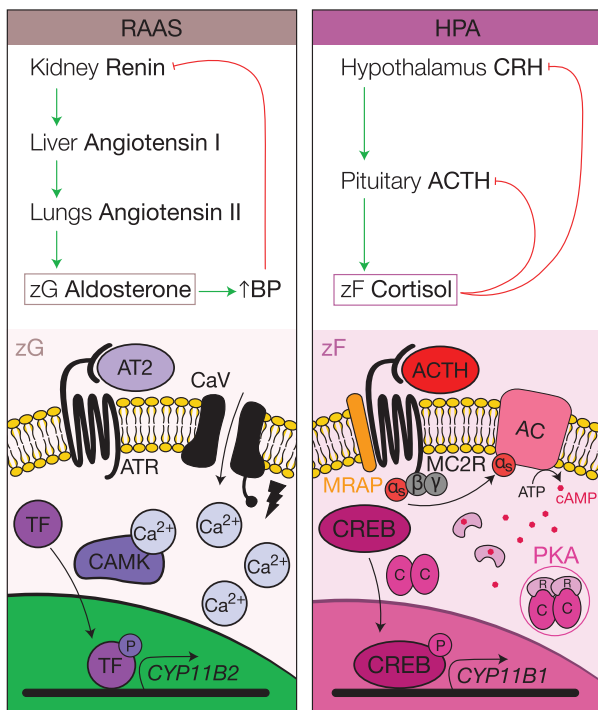 RAAS
Kidney Renin
Liver Angiotensin I
Lungs Angiotensin II
zG Aldosterone
↑BP
zG
AT2
CaV
ATR
TF
Ca2+
CAMK
Ca2+
Ca2+
Ca2+
TF
P
CYP11B2
HPA
Hypothalamus CRH
Pituitary ACTH
zF Cortisol
zF
ACTH
AC
MC2R
MRAP
αs
β
γ
αs
ATP
cAMP
CREB
C
C
PKA
R
R
C
C
CREB
P
CYP11B1